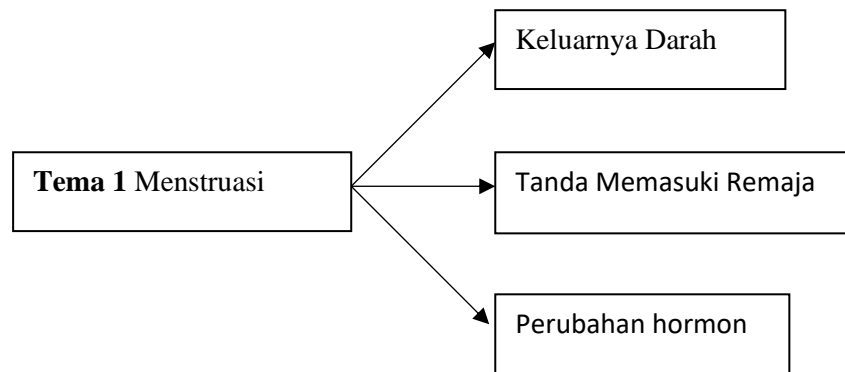 Keluarnya Darah
Tema 1 Menstruasi
Tanda Memasuki Remaja
Perubahan hormon